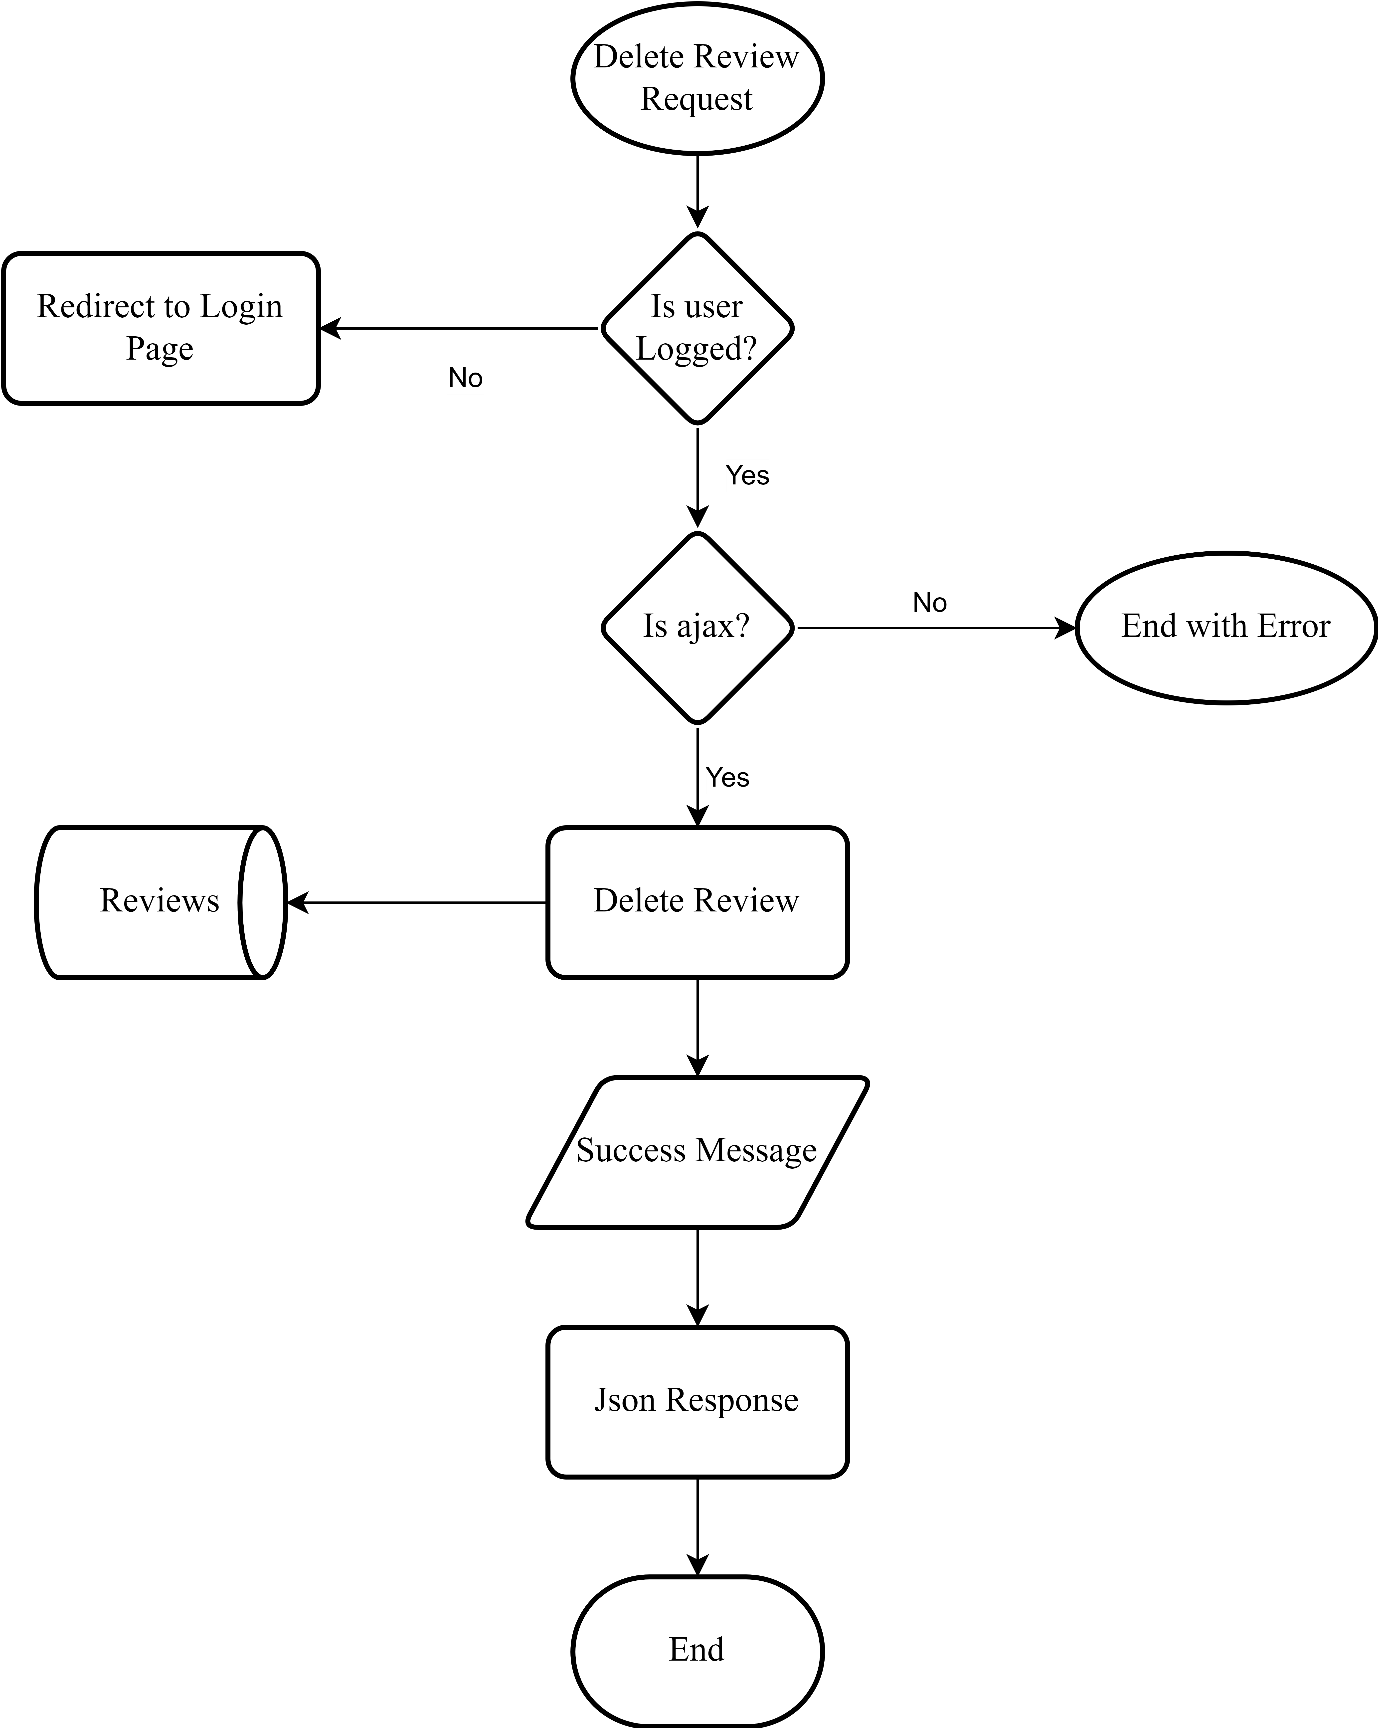 Delete Review
Request
Is user
Logged?
Redirect to Login
Page
No
Yes
Is ajax?
No
End with Error
Yes
Reviews
Delete Review
Success Message
Json Response
End